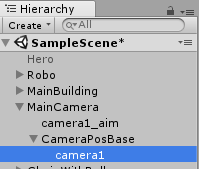 Hierarchy
Create All
SampleScene*
Hero
Robo
MainBuilding
MainCamera
camera1_aim
CameraPosBase
camera1